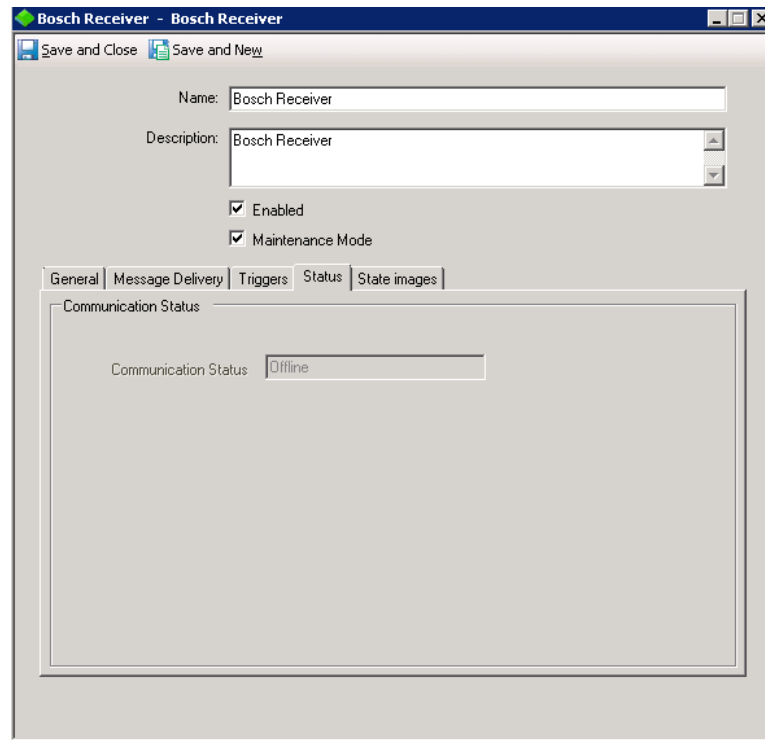 Bosch Receiver - Bosch Receiver
Save and Close Save and New
Name: Bosch Receiver
Description: Bosch Receiver
Enabled
Maintenance Mode
General Message Delivery Triggers Status State images
Communication Status
Communication Status Offline